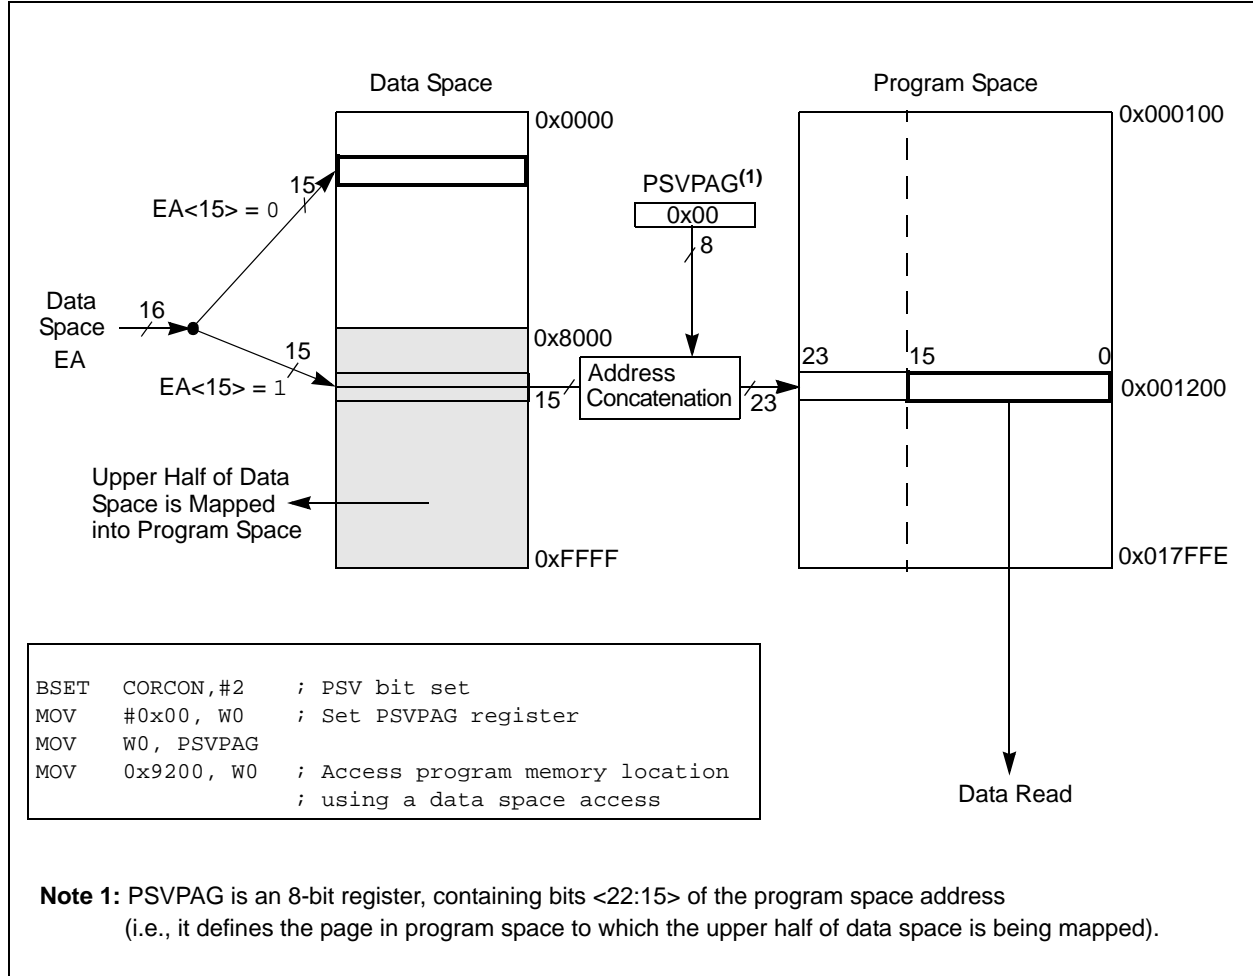 Data Space
Program Space
0x0000
0x000100
15
EA<15> = 0
PSVPAG(1)
0x00
8
Data
Space
EA
16
0x8000
15
EA<15> = 1
15
Address
Concatenation
23
23 15 0
0x001200
Upper Half of Data
Space is Mapped
into Program Space
0xFFFF
0x017FFE
BSET CORCON,#2 ; PSV bit set
MOV #0x00, W0 ; Set PSVPAG register
MOV W0, PSVPAG
MOV 0x9200, W0 ; Access program memory location
; using a data space access
Data Read
Note 1: PSVPAG is an 8-bit register, containing bits <22:15> of the program space address
(i.e., it defines the page in program space to which the upper half of data space is being mapped).